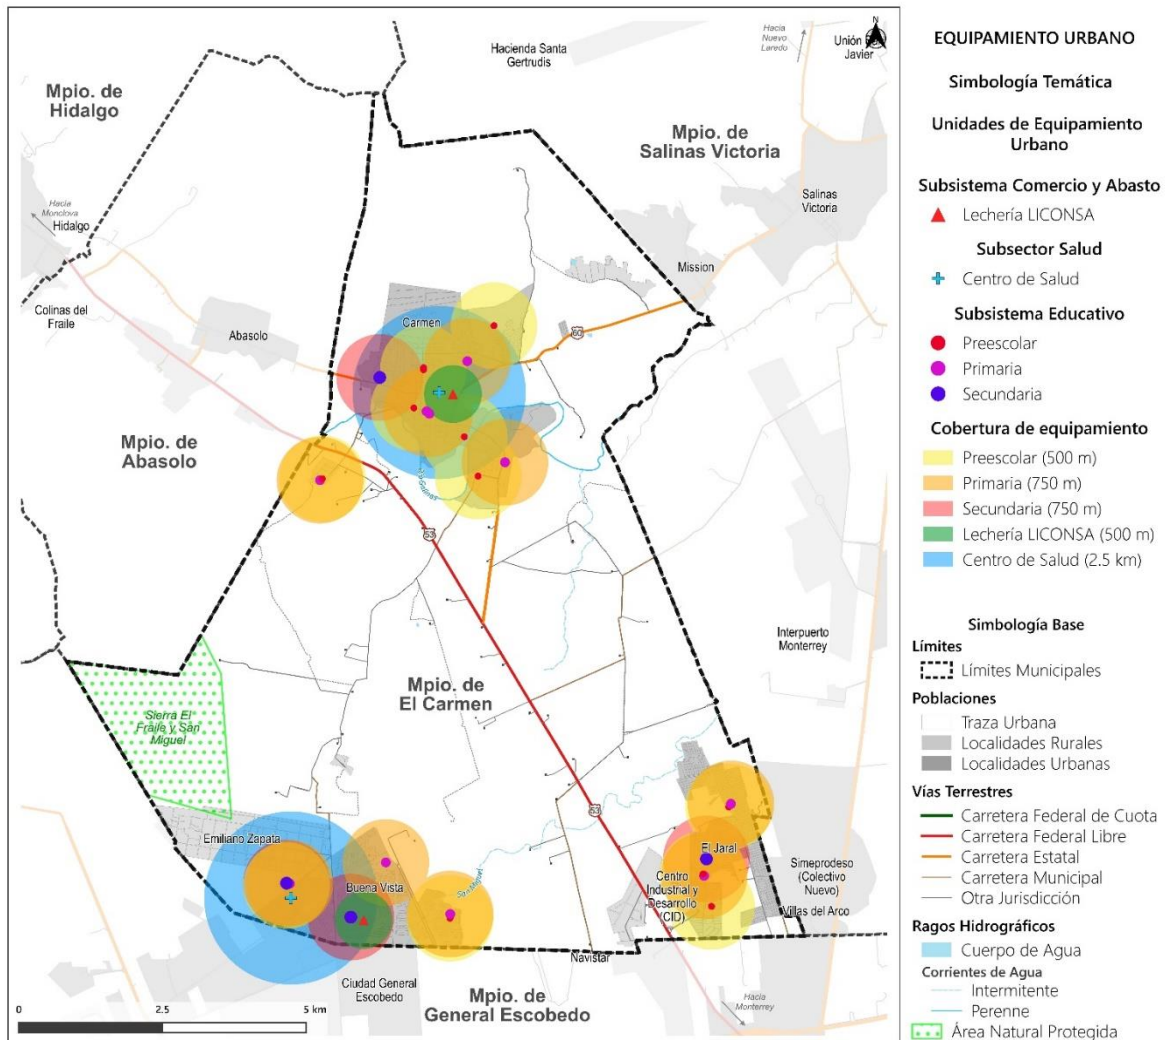 Hacia
Nuevo
Laredo
N
Unión
Javier
Hacienda Santa
Gertrudis
Mpio. de
Hidalgo
Mpio. de
Salinas Victoria
Salinas
Victoria
Hacia
Monclova
Hidalgo
Mission
Colinas del
Fraile
Carmen
60
Abasolo
Mpio. de
Abasolo
53
Interpuerto
Monterrey
Mpio. de
El Carmen
Sierra El
Fraile y San
Miguel
53
Emiliano Zapata
El Jaral
Simeprodeso
(Colectivo
Nuevo)
Buena Vista
Centro
Industrial y
Desarrollo
(CID)
San Miguel
Villas del Arco
Navistar
Ciudad General
Escobedo
Mpio. de
General Escobedo
Hacia
Monterrey
0 2.5 5 km
EQUIPAMIENTO URBANO
Simbología Temática
Unidades de Equipamiento
Urbano
Subsistema Comercio y Abasto
Lechería LICONSA
Subsector Salud
Centro de Salud
Subsistema Educativo
Preescolar
Primaria
Secundaria
Cobertura de equipamiento
Preescolar (500 m)
Primaria (750 m)
Secundaria (750 m)
Lechería LICONSA (500 m)
Centro de Salud (2.5 km)
Simbología Base
Límites
Límites Municipales
Poblaciones
Traza Urbana
Localidades Rurales
Localidades Urbanas
Vías Terrestres
Carretera Federal de Cuota
Carretera Federal Libre
Carretera Estatal
Carretera Municipal
Otra Jurisdicción
Ragos Hidrográficos
Cuerpo de Agua
Corrientes de Agua
Intermitente
Perenne
Área Natural Protegida